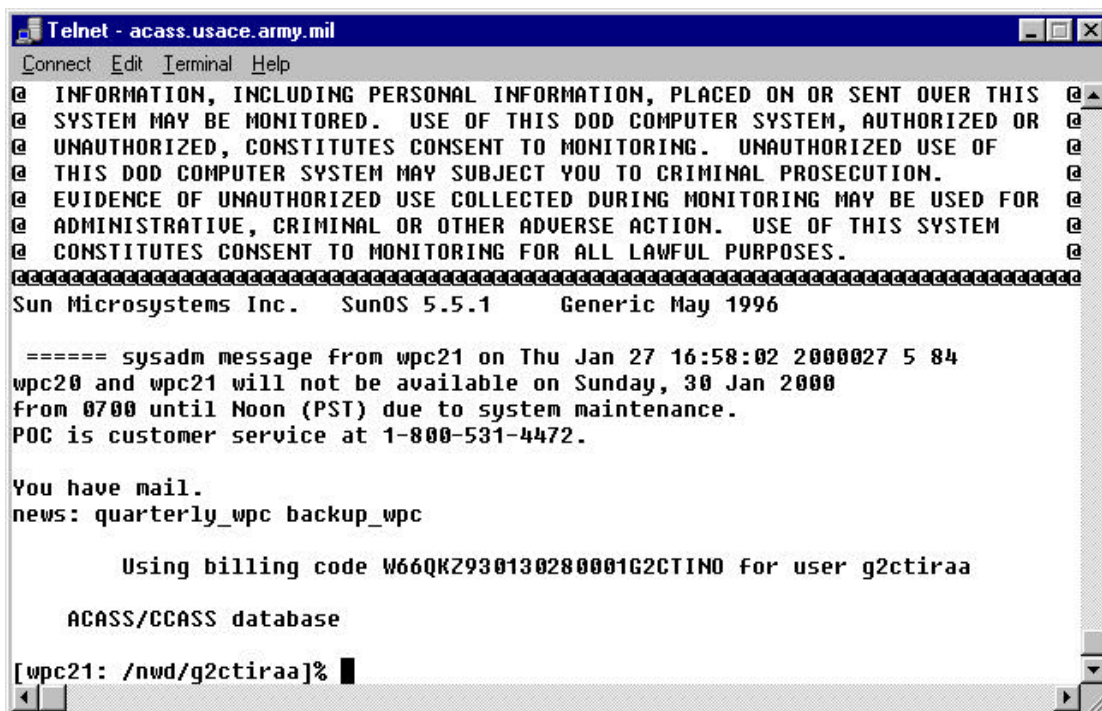 Telnet - acass.usace.army.mil
Connect Edit Terminal Help
@ INFORMATION, INCLUDING PERSONAL INFORMATION, PLACED ON OR SENT OVER THIS @
@ SYSTEM MAY BE MONITORED. USE OF THIS DOD COMPUTER SYSTEM, AUTHORIZED OR @
@ UNAUTHORIZED, CONSTITUTES CONSENT TO MONITORING. UNAUTHORIZED USE OF @
@ THIS DOD COMPUTER SYSTEM MAY SUBJECT YOU TO CRIMINAL PROSECUTION. @
@ EVIDENCE OF UNAUTHORIZED USE COLLECTED DURING MONITORING MAY BE USED FOR @
@ ADMINISTRATIVE, CRIMINAL OR OTHER ADVERSE ACTION. USE OF THIS SYSTEM @
@ CONSTITUTES CONSENT TO MONITORING FOR ALL LAWFUL PURPOSES. @
@@@@@@@@@@@@@@@@@@@@@@@@@@@@@@@@@@@@@@@@@@@@@@@@@@@@@@@@@@@@@@@@@@@@@@@@@@@@@@@
Sun Microsystems Inc. SunOS 5.5.1 Generic May 1996
====== sysadm message from wpc21 on Thu Jan 27 16:58:02 2000027 5 84
wpc20 and wpc21 will not be available on Sunday, 30 Jan 2000
from 0700 until Noon (PST) due to system maintenance.
POC is customer service at 1-800-531-4472.
You have mail.
news: quarterly_wpc backup_wpc
Using billing code W66QKZ930130280001G2CTINO for user g2ctiraa
ACASS/CCASS database
[wpc21: /nwd/g2ctiraa]%